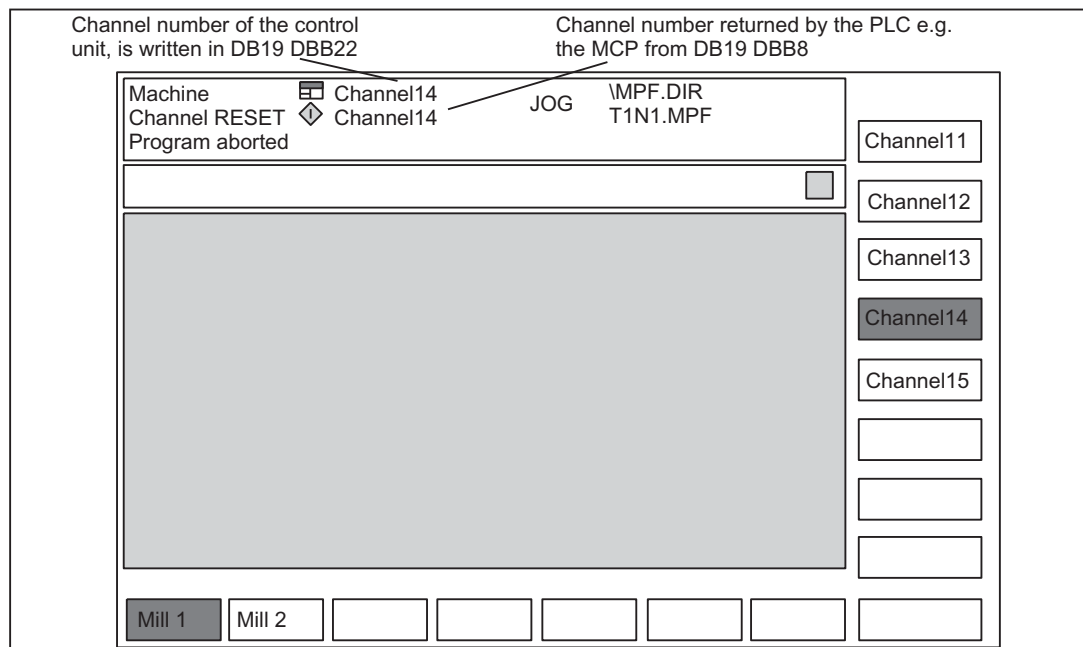 Channel number of the control
unit, is written in DB19 DBB22
Channel number returned by the PLC e.g.
the MCP from DB19 DBB8
Machine
Channel14
JOG
\MPF.DIR
Channel RESET
Channel14
T1N1.MPF
Program aborted
Channel11
Channel12
Channel13
Channel14
Channel15
Mill 1
Mill 2